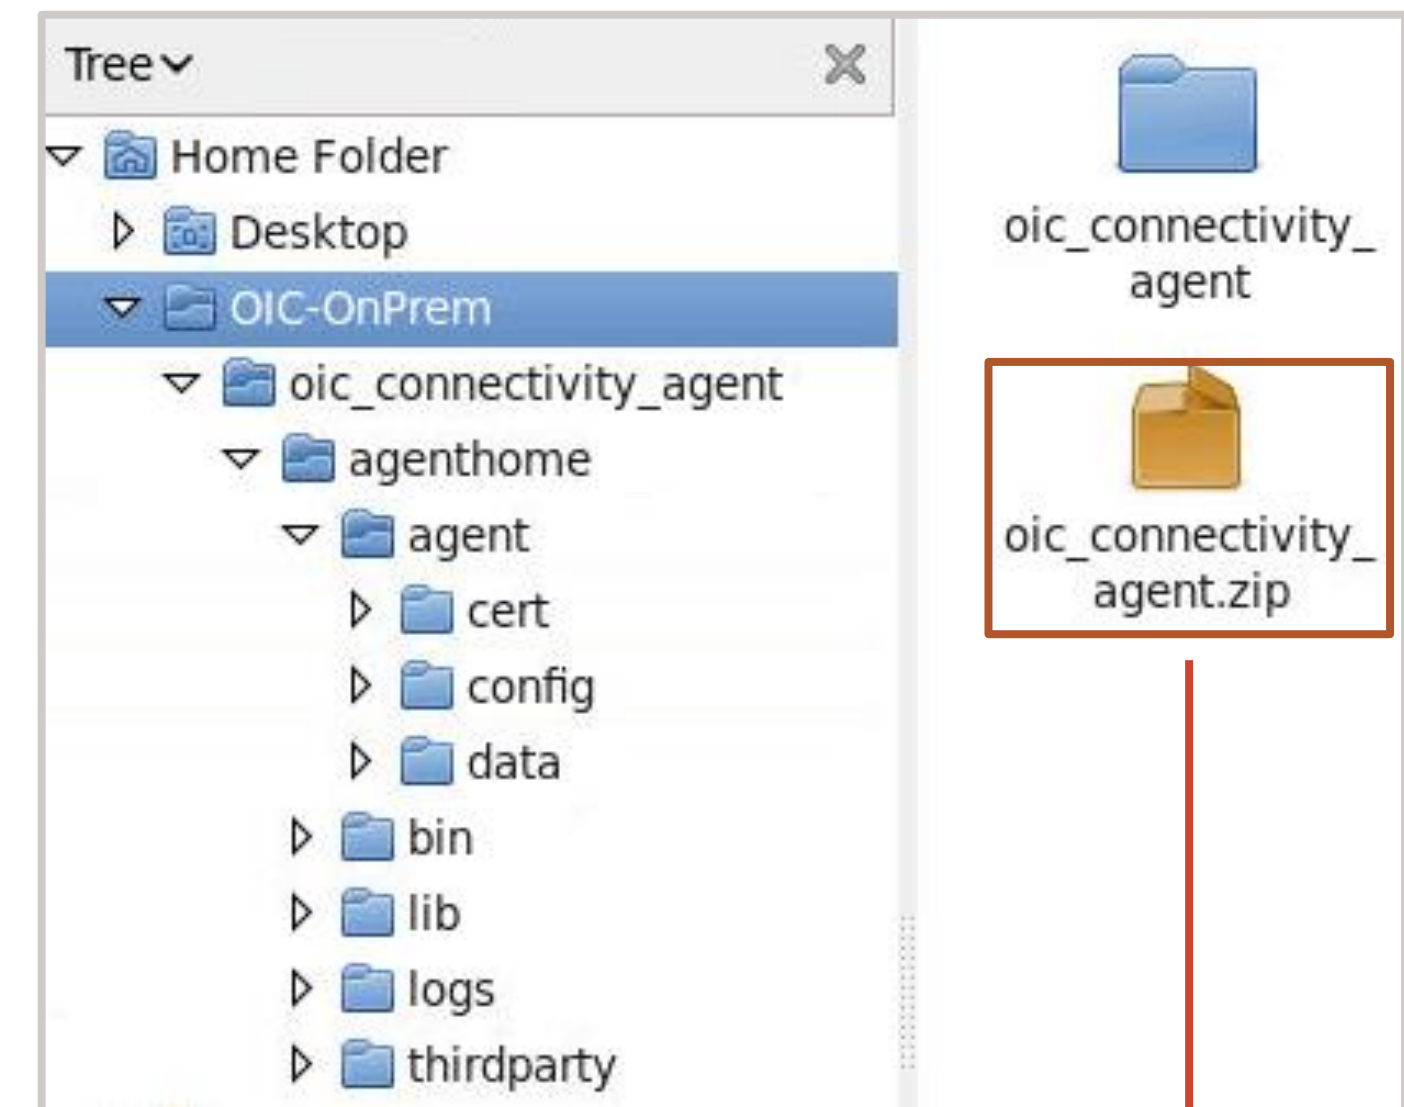 Tree
Home Folder
Desktop
OIC-OnPrem
oic_connectivity_agent
agenthome
agent
cert
config
data
bin
lib
logs
thirdparty
oic_connectivity_
agent
oic_connectivity_
agent.zip